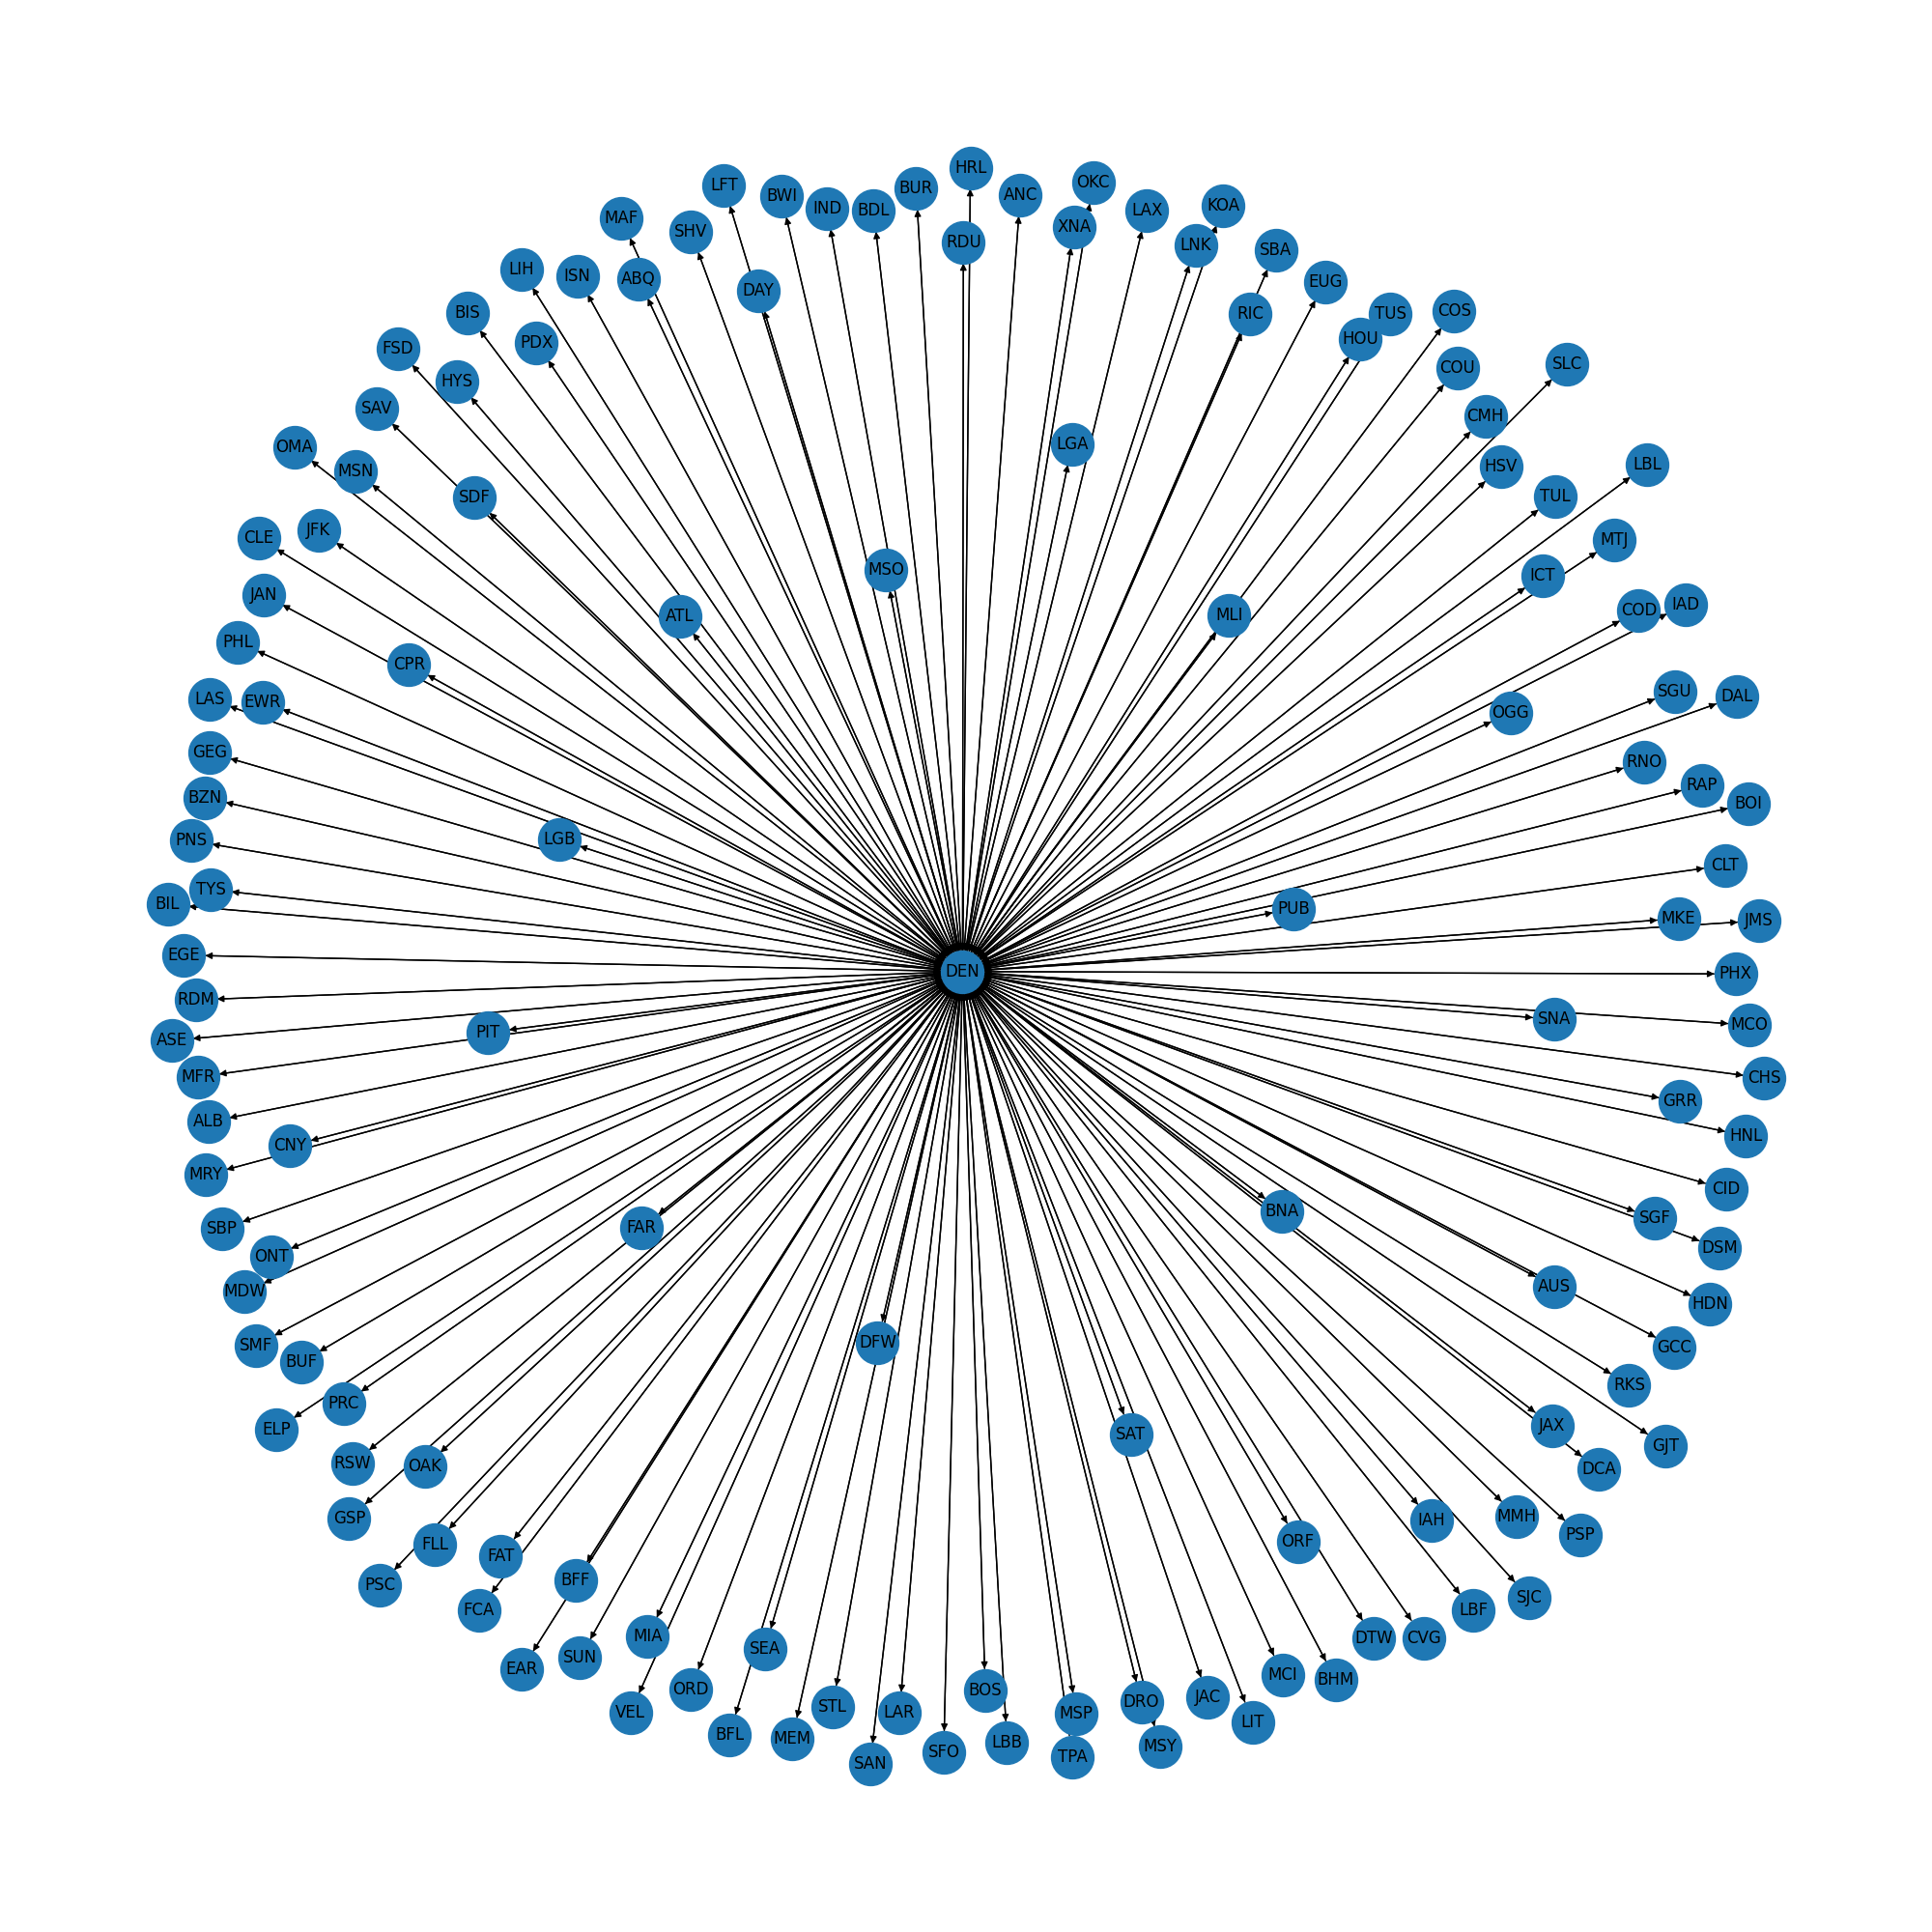 HRL
OKC
LFT
BUR
ANC
BWI
KOA
IND
BDL
LAX
MAF
XNA
SHV
RDU
LNK
SBA
LIH
ISN
ABQ
EUG
DAY
COS
BIS
RIC
TUS
HOU
PDX
FSD
SLC
COU
HYS
SAV
CMH
LGA
OMA
LBL
HSV
MSN
TUL
SDF
JFK
CLE
MTJ
MSO
ICT
JAN
IAD
COD
MLI
ATL
PHL
CPR
SGU
DAL
LAS
EWR
OGG
GEG
RNO
RAP
BZN
BOI
LGB
PNS
CLT
TYS
BIL
PUB
MKE
JMS
EGE
DEN
PHX
RDM
SNA
MCO
PIT
ASE
MFR
CHS
GRR
ALB
HNL
CNY
MRY
CID
BNA
SGF
FAR
SBP
DSM
ONT
AUS
MDW
HDN
DFW
SMF
GCC
BUF
RKS
PRC
JAX
ELP
SAT
GJT
RSW
OAK
DCA
MMH
GSP
IAH
PSP
ORF
FLL
FAT
BFF
PSC
SJC
FCA
LBF
MIA
DTW
CVG
SEA
SUN
EAR
MCI
BHM
ORD
BOS
JAC
DRO
STL
VEL
LAR
MSP
LIT
BFL
MEM
LBB
MSY
SFO
TPA
SAN